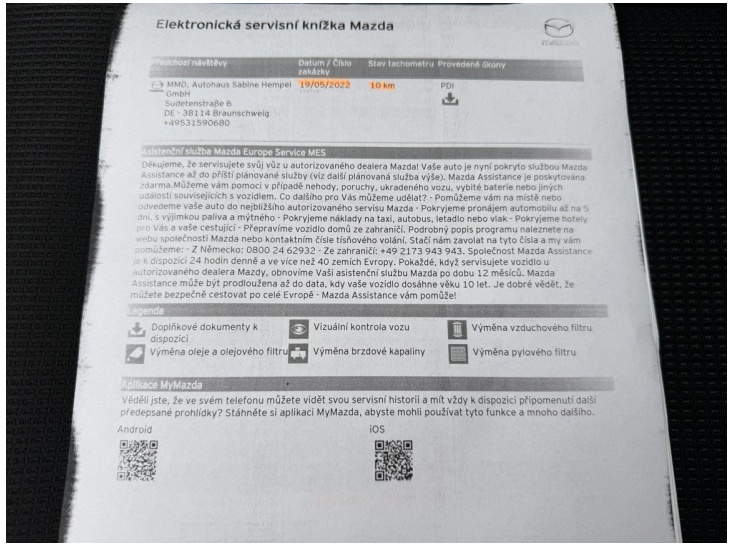 Elektronická servisní knížka Mazda
Předchozí návštěvy Datum / Číslo zakázky Stav tachometru Provedené úkony
MMD, Autohaus Sabine Hempel GmbH 19/05/2022 10 km PDI
Sudetenstraße 6
DE - 38114 Braunschweig
+49531590680
Asistenční služba Mazda Europe Service MES
Děkujeme, že servisujete svůj vůz u autorizovaného dealera Mazda! Vaše auto je nyní pokryto službou Mazda
Assistance až do příští plánované služby (viz další plánovaná služba výše). Mazda Assistance je poskytována
zdarma.Můžeme vám pomoci v případě nehody, poruchy, ukradeného vozu, vybité baterie nebo jiných
událostí souvisejících s vozidlem. Co dalšího pro Vás můžeme udělat? - Pomůžeme vám na místě nebo
odvedeme vaše auto do nejbližšího autorizovaného servisu Mazda - Pokryjeme pronájem automobilu až na 5
dní, s výjimkou paliva a mýtného - Pokryjeme náklady na taxi, autobus, letadlo nebo vlak - Pokryjeme hotely
pro Vás a vaše cestující - Přepravíme vozidlo domů ze zahraničí. Podrobný popis programu naleznete na
webu společnosti Mazda nebo kontaktním čísle tísňového volání. Stačí nám zavolat na tyto čísla a my vám
pomůžeme: - Z Německo: 0800 24 62932 - Ze zahraničí: +49 2173 943 943. Společnost Mazda Assistance
je k dispozici 24 hodin denně a ve více než 40 zemích Evropy. Pokaždé, když servisujete vozidlo u
autorizovaného dealera Mazdy, obnovíme Vaši asistenční službu Mazda po dobu 12 měsíců. Mazda
Assistance může být prodloužena až do data, kdy vaše vozidlo dosáhne věku 10 let. Je dobré vědět, že
můžete bezpečně cestovat po celé Evropě - Mazda Assistance vám pomůže!
Legenda
Doplňkové dokumenty k dispozici Vizuální kontrola vozu Výměna vzduchového filtru
Výměna oleje a olejového filtru Výměna brzdové kapaliny Výměna pylového filtru
Aplikace MyMazda
Věděli jste, že ve svém telefonu můžete vidět svou servisní historii a mít vždy k dispozici připomenutí další
předepsané prohlídky? Stáhněte si aplikaci MyMazda, abyste mohli používat tyto funkce a mnoho dalšího.
Android iOS